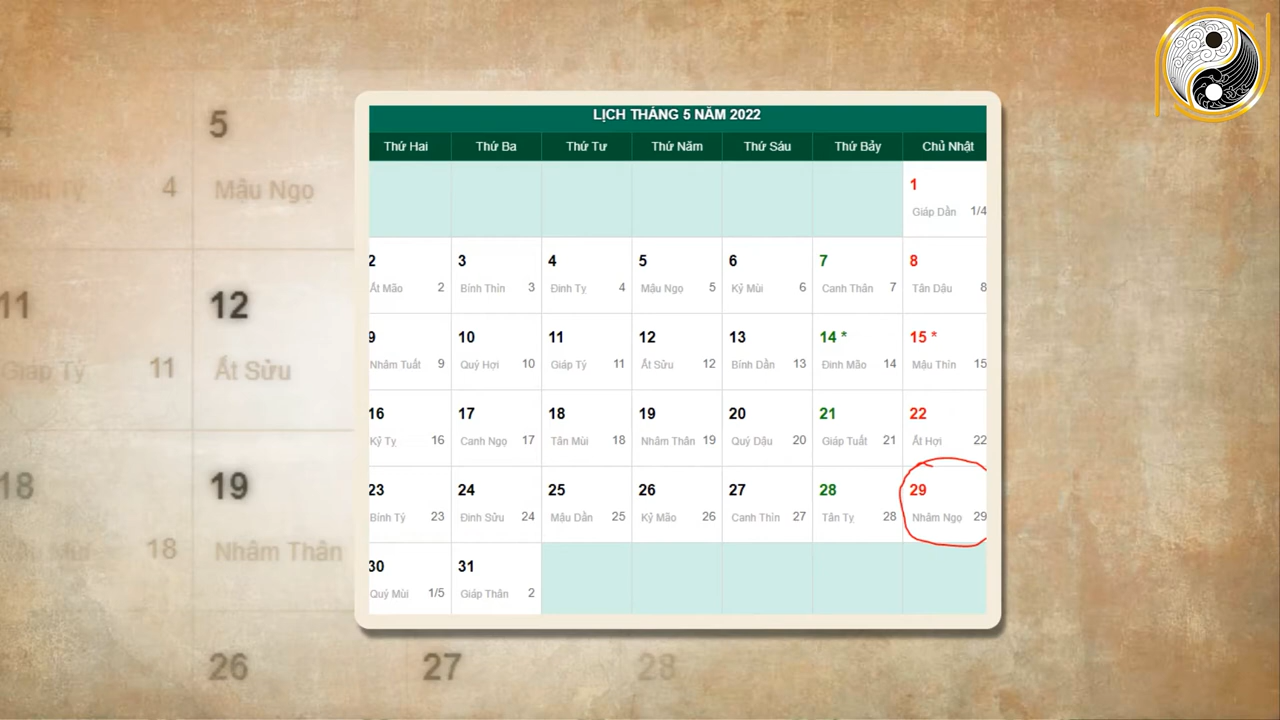 LỊCH THÁNG 5 NĂM 2022
Thứ Hai Thứ Ba Thứ Tư Thứ Năm Thứ Sáu Thứ Bảy Chủ Nhật
1
Giáp Dần 1/4
2 3 4 5 6 7 8
Ất Mão 2 Bính Thìn 3 Đinh Tỵ 4 Mậu Ngọ 5 Kỷ Mùi 6 Canh Thân 7 Tân Dậu 8
9 10 11 12 13 14 * 15 *
Nhâm Tuất 9 Quý Hợi 10 Giáp Tý 11 Ất Sửu 12 Bính Dần 13 Đinh Mão 14 Mậu Thìn 15
16 17 18 19 20 21 22
Kỷ Tỵ 16 Canh Ngọ 17 Tân Mùi 18 Nhâm Thân 19 Quý Dậu 20 Giáp Tuất 21 Ất Hợi 22
23 24 25 26 27 28 29
Bính Tý 23 Đinh Sửu 24 Mậu Dần 25 Kỷ Mão 26 Canh Thìn 27 Tân Tỵ 28 Nhâm Ngọ 29
30 31
Quý Mùi 1/5 Giáp Thân 2
4 5
Đinh Tỵ 4 Mậu Ngọ
11 12
Giáp Tý 11 Ất Sửu
18 19
18 Nhâm Thân
26 27 28